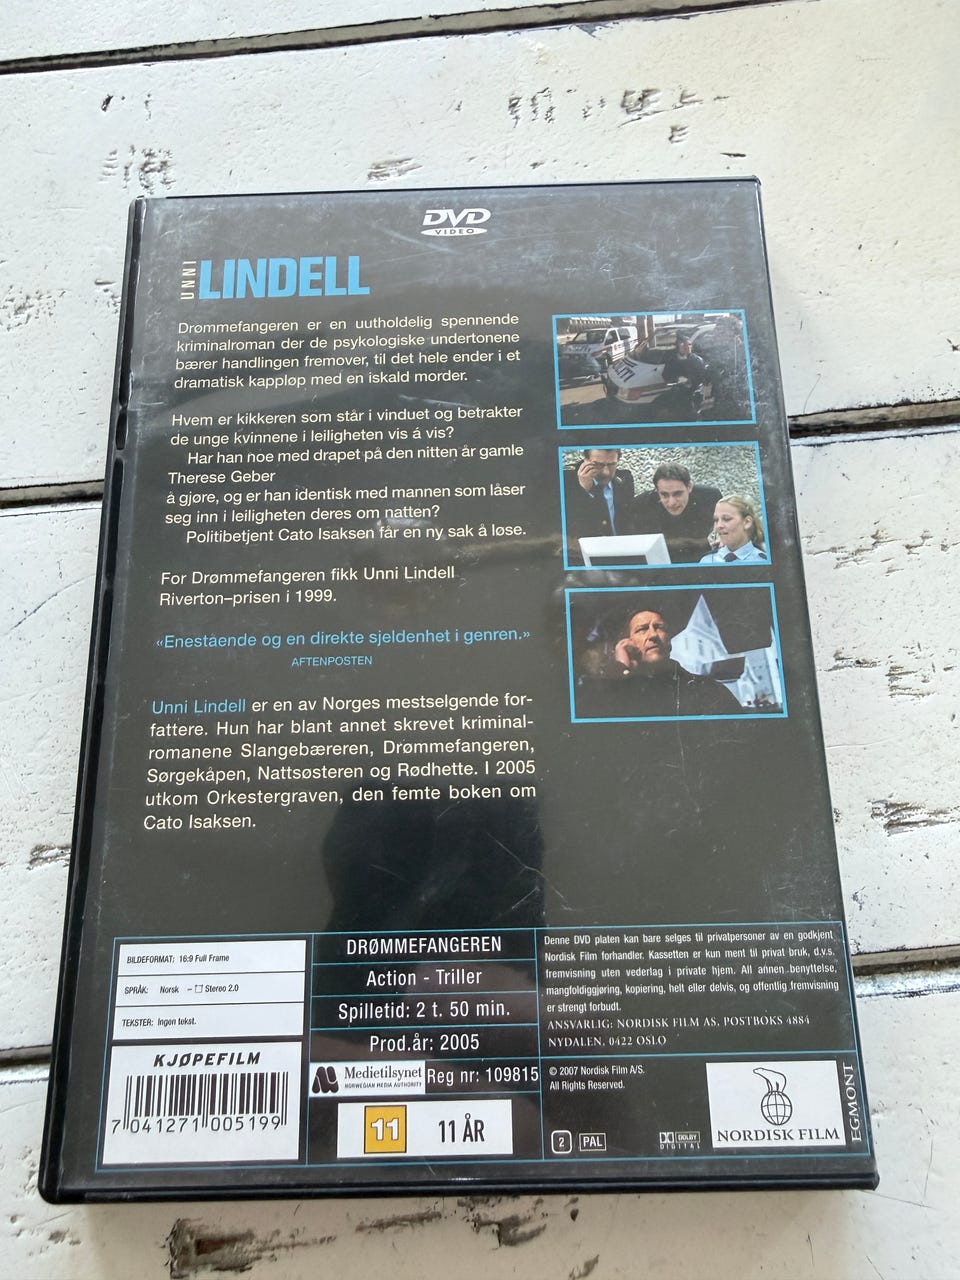 DVD
VIDEO
UNNI
LINDELL
Drømmefangeren er en uutholdelig spennende
kriminalroman der de psykologiske undertonene
bærer handlingen fremover, til det hele ender i et
dramatisk kappløp med en iskald morder.
Hvem er kikkeren som står i vinduet og betrakter
de unge kvinnene i leiligheten vis á vis?
Har han noe med drapet på den nitten år gamle
Therese Geber
å gjøre, og er han identisk med mannen som låser
seg inn i leiligheten deres om natten?
Politibetjent Cato Isaksen får en ny sak å løse.
For Drømmefangeren fikk Unni Lindell
Riverton–prisen i 1999.
«Enestående og en direkte sjeldenhet i genren.»
AFTENPOSTEN
Unni Lindell er en av Norges mestselgende for-
fattere. Hun har blant annet skrevet kriminal-
romanene Slangebæreren, Drømmefangeren,
Sørgekåpen, Nattsøsteren og Rødhette. I 2005
utkom Orkestergraven, den femte boken om
Cato Isaksen.
BILDEFORMAT: 16:9 Full Frame
SPRÅK: Norsk – Stereo 2.0
TEKSTER: Ingen tekst.
KJØPEFILM
7 041271 005199
DRØMMEFANGEREN
Action - Triller
Spilletid: 2 t. 50 min.
Prod.år: 2005
Medietilsynet
NORWEGIAN MEDIA AUTHORITY
Reg nr: 109815
11
11 ÅR
Denne DVD platen kan bare selges til privatpersoner av en godkjent
Nordisk Film forhandler. Kassetten er kun ment til privat bruk, d.v.s.
fremvisning uten vederlag i private hjem. All annen benyttelse,
mangfoldiggjøring, kopiering, helt eller delvis, og offentlig fremvisning
er strengt forbudt.
ANSVARLIG: NORDISK FILM AS, POSTBOKS 4884
NYDALEN, 0422 OSLO
© 2007 Nordisk Film A/S.
All Rights Reserved.
2
PAL
DOLBY
DIGITAL
NORDISK FILM
EGMONT